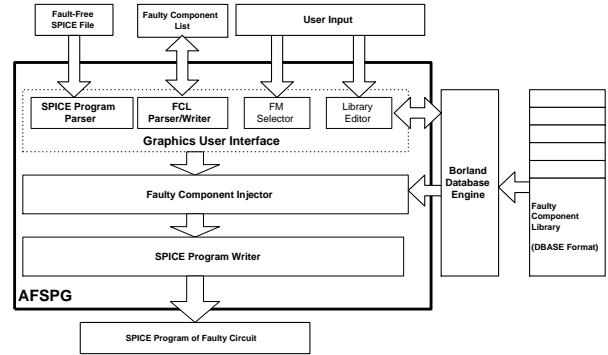 Fault-Free
SPICE File
Faulty Component
List
User Input
SPICE Program
Parser
FCL
Parser/Writer
FM
Selector
Library
Editor
Graphics User Interface
Borland
Database
Engine
Faulty Component Injector
Faulty
Component
Library
(DBASE Format)
SPICE Program Writer
AFSPG
SPICE Program of Faulty Circuit